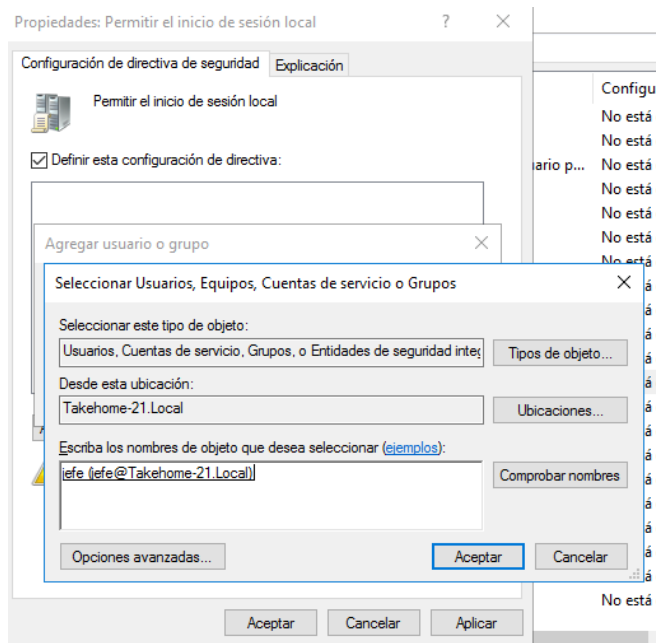 Propiedades: Permitir el inicio de sesión local
?
Configuración de directiva de seguridad
Explicación
Permitir el inicio de sesión local
Definir esta configuración de directiva:
Agregar usuario o grupo
Seleccionar Usuarios, Equipos, Cuentas de servicio o Grupos
Seleccionar este tipo de objeto:
Usuarios, Cuentas de servicio, Grupos, o Entidades de seguridad integ
Tipos de objeto...
Desde esta ubicación:
Takehome-21.Local
Ubicaciones...
Escriba los nombres de objeto que desea seleccionar (ejemplos):
jefe (jefe@Takehome-21.Local)
Comprobar nombres
Opciones avanzadas...
Aceptar
Cancelar
Aceptar
Cancelar
Aplicar
Configu
No está
No está
uario p... No está
No está
No está
No está
No está
No está